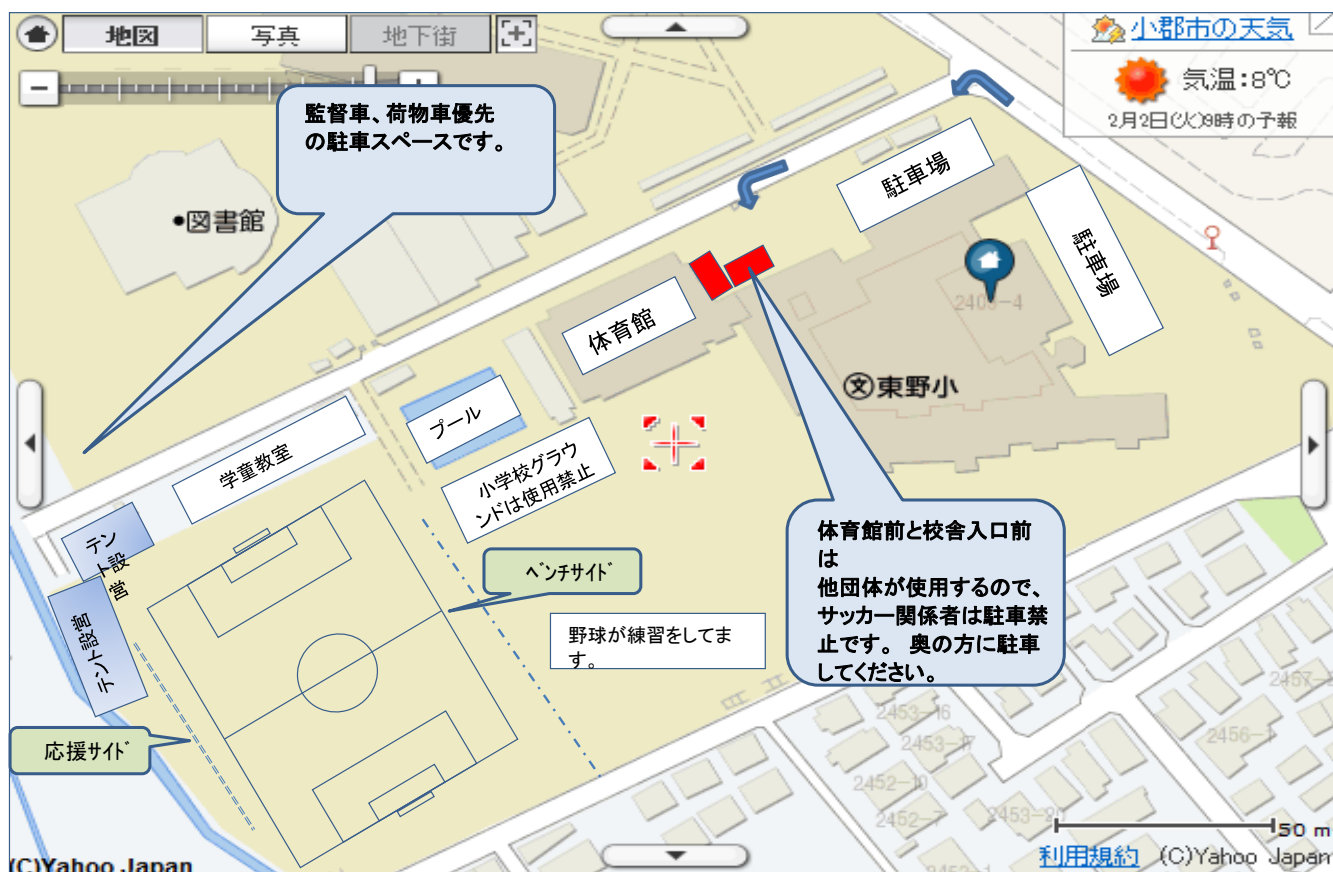 地図
写真
地下街
小郡市の天気
気温:8℃
2月2日(火)9時の予報
監督車、荷物車優先
の駐車スペースです。
●図書館
駐車場
駐車場
2403-4
体育館
文東野小
プール
学童教室
小学校グラウ
ンドは使用禁止
テン
ト設
営
テント設営
ベンチサイド
野球が練習をしてま
す。
体育館前と校舎入口前
は
他団体が使用するので、
サッカー関係者は駐車禁
止です。 奥の方に駐車
してください。
応援サイド
2453-16
2453-17
2452-10
2452-7
2453-20
2456-1
50 m
利用規約 (C)Yahoo Japan
(C)Yahoo Japan